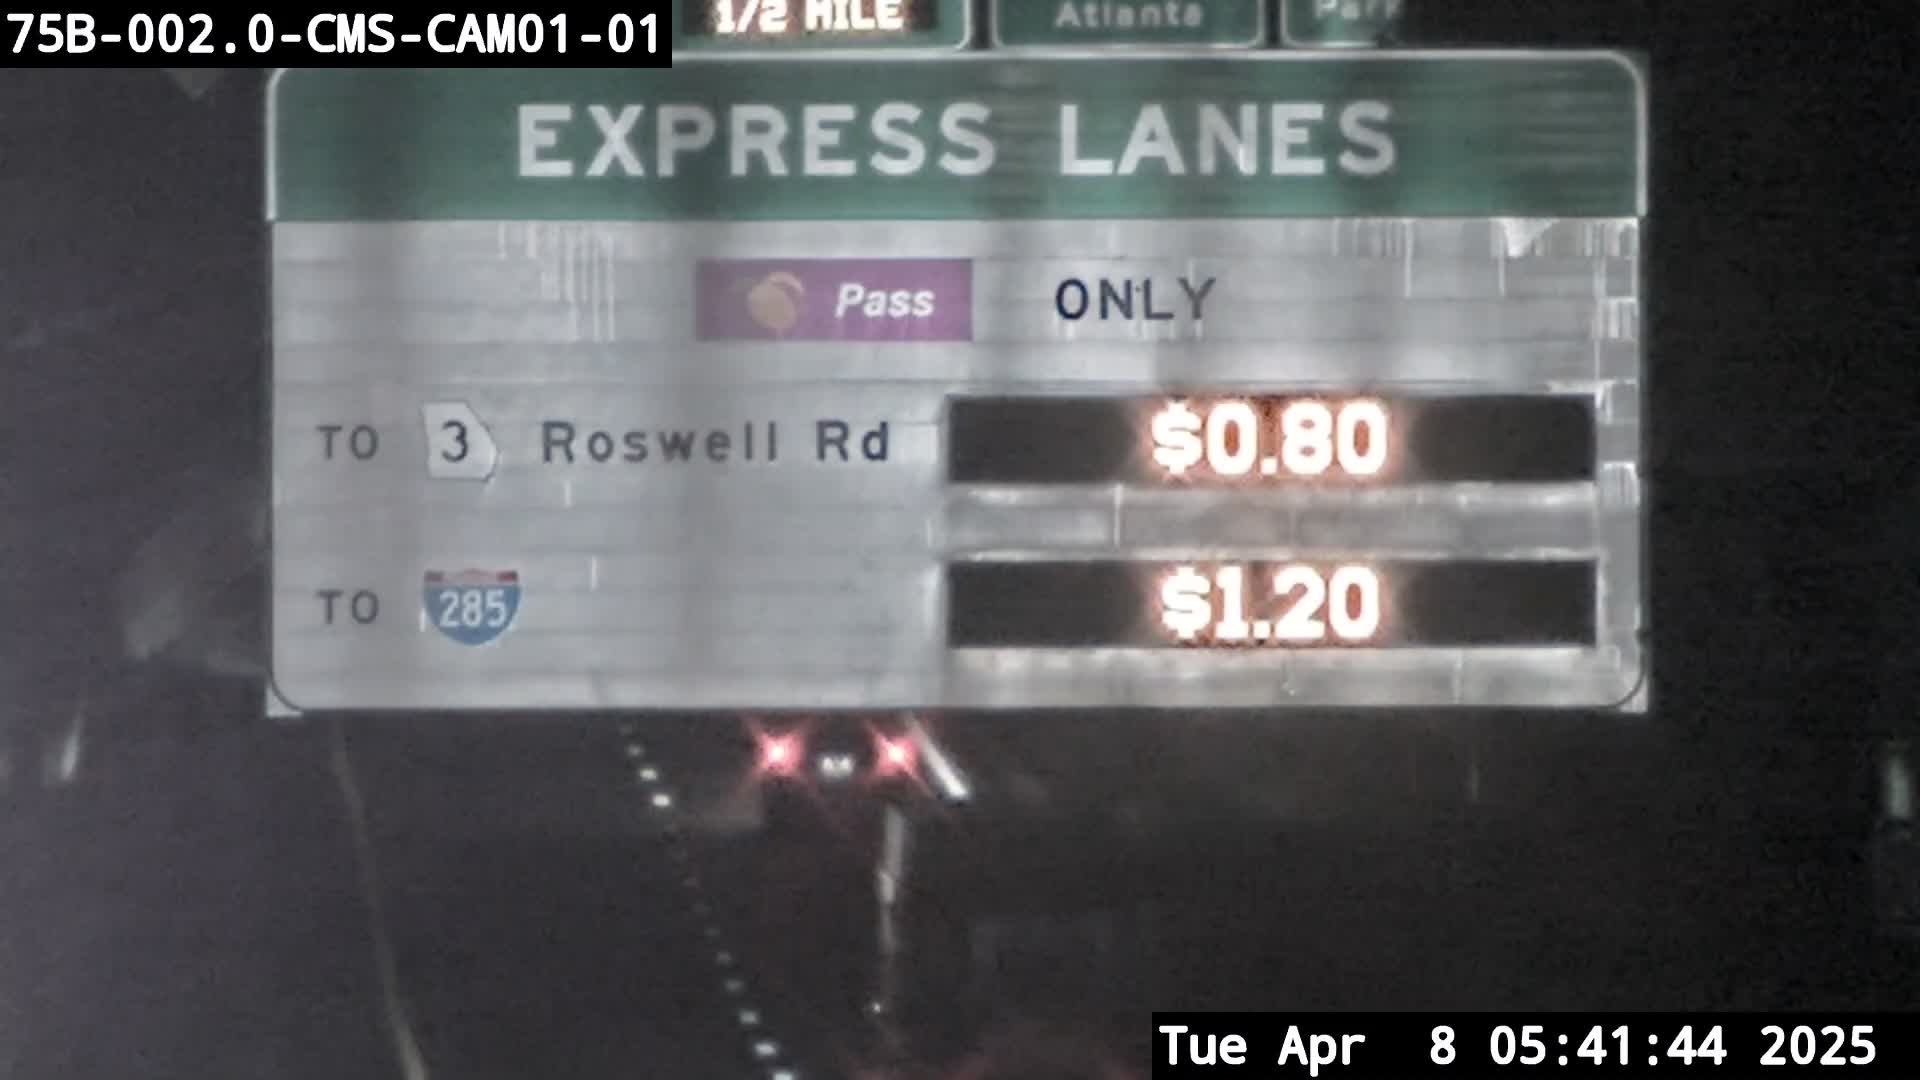 75B-002.0-CMS-CAM01-01
1/2 MILE
Atlanta
Park
EXPRESS LANES
Pass ONLY
TO 3 Roswell Rd $0.80
TO 285 $1.20
Tue Apr 8 05:41:44 2025